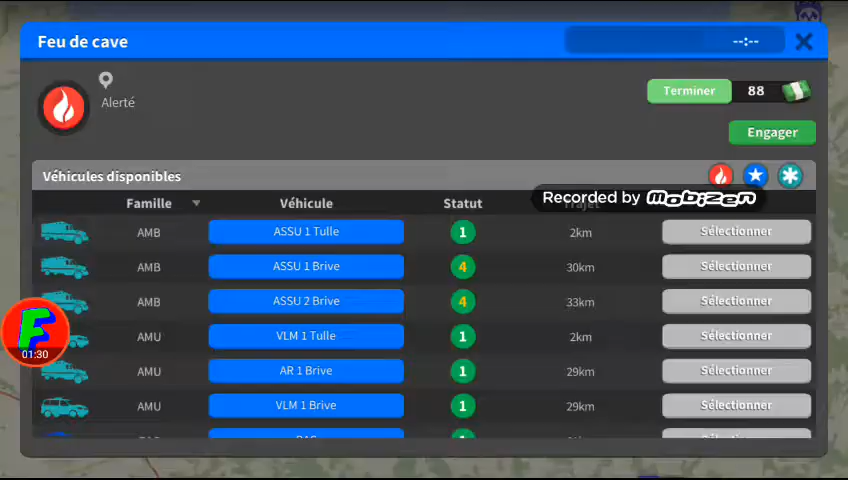 Feu de cave
--:--
Alerté
Terminer 88
Engager
Véhicules disponibles
Recorded by mobizen
Famille Véhicule Statut Trajet
AMB ASSU 1 Tulle 1 2km Sélectionner
AMB ASSU 1 Brive 4 30km Sélectionner
AMB ASSU 2 Brive 4 33km Sélectionner
F
01:30
AMU VLM 1 Tulle 1 2km Sélectionner
AMU AR 1 Brive 1 29km Sélectionner
AMU VLM 1 Brive 1 29km Sélectionner
Sélectionner